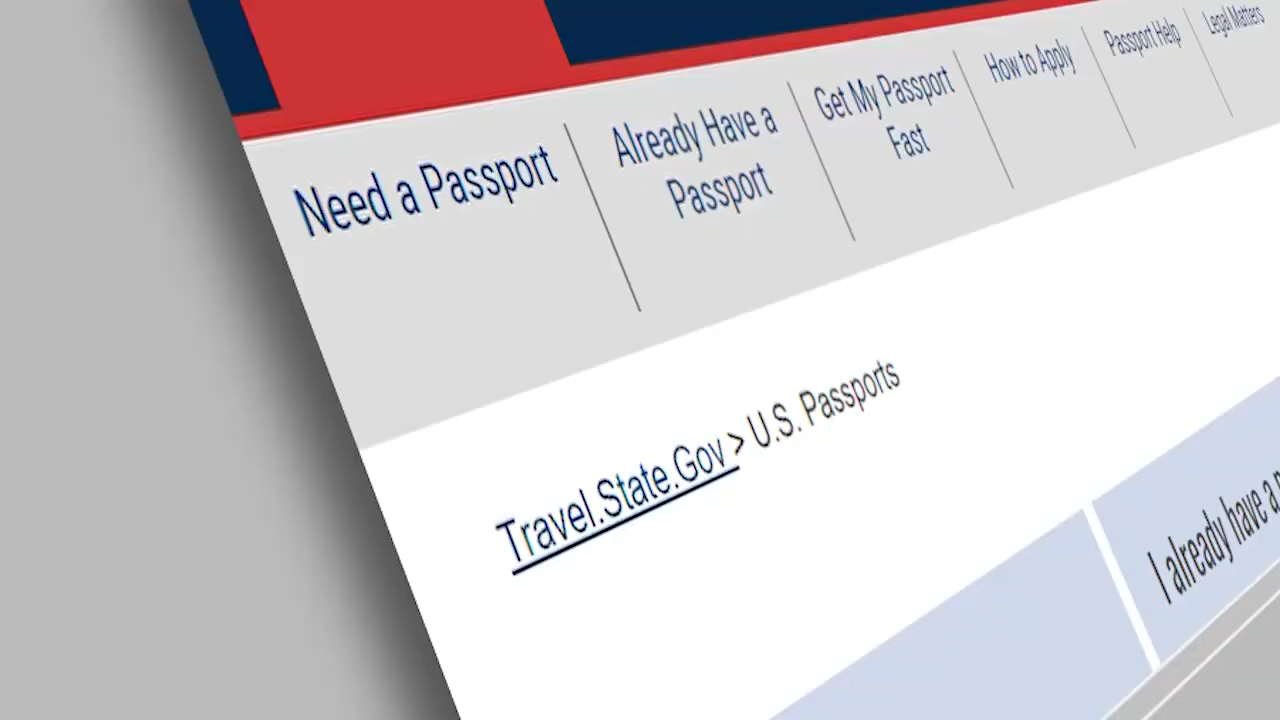 Need a Passport
Already Have a
Passport
Get My Passport
Fast
How to Apply
Passport Help
Legal Matters
Travel.State.Gov > U.S. Passports
I already have a